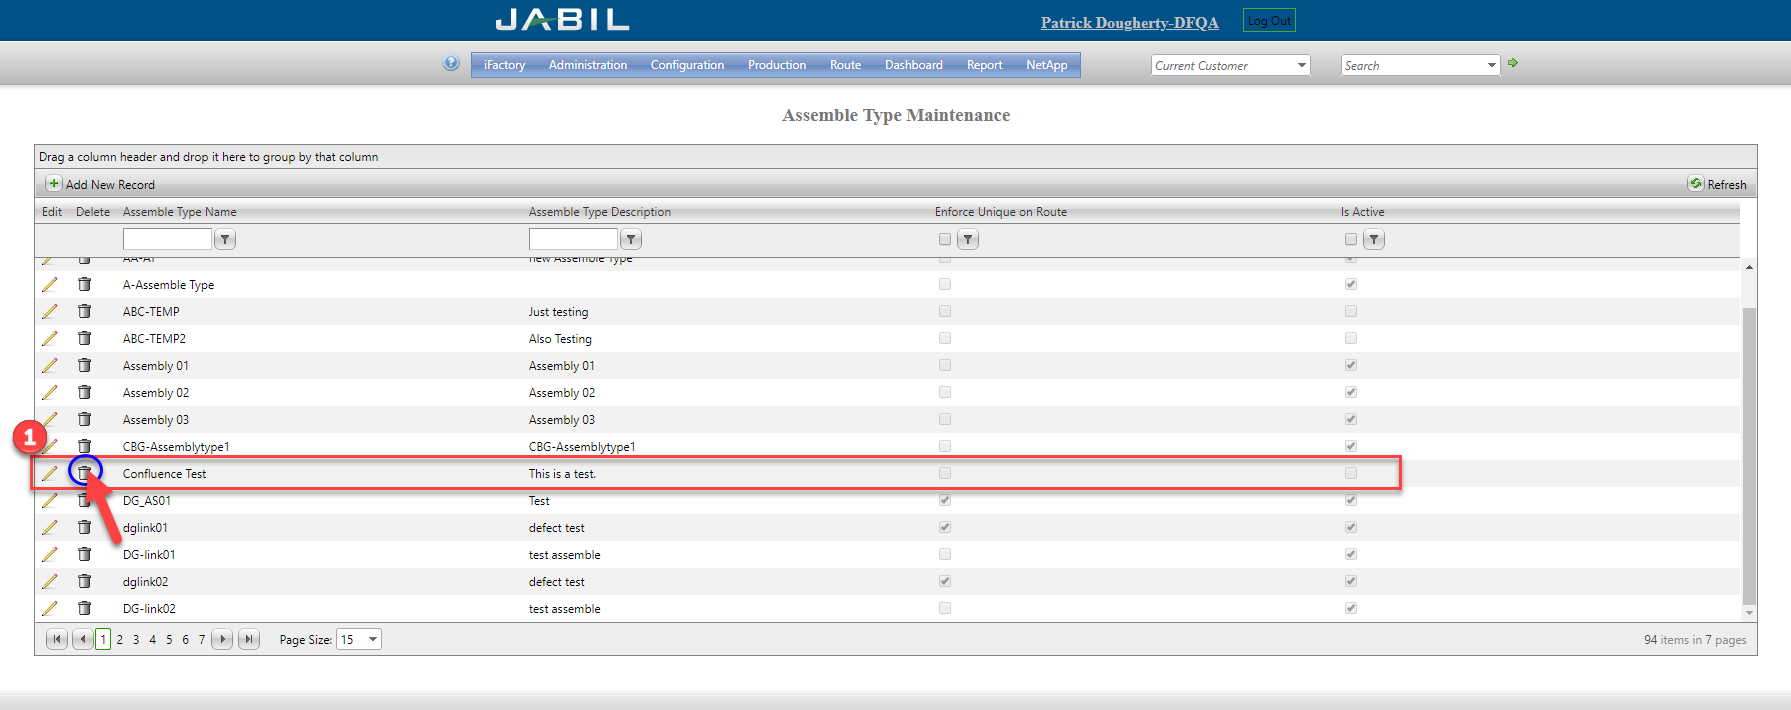 JABIL
Patrick Dougherty-DFQA
Log Out
iFactory Administration Configuration Production Route Dashboard Report NetApp
Current Customer
Search
Assemble Type Maintenance
Drag a column header and drop it here to group by that column
Add New Record
Refresh
Edit Delete Assemble Type Name Assemble Type Description Enforce Unique on Route Is Active
AA-AT new Assemble Type
A-Assemble Type
ABC-TEMP Just testing
ABC-TEMP2 Also Testing
Assembly 01 Assembly 01
Assembly 02 Assembly 02
Assembly 03 Assembly 03
1
CBG-Assemblytype1 CBG-Assemblytype1
Confluence Test This is a test.
DG_AS01 Test
dglink01 defect test
DG-link01 test assemble
dglink02 defect test
DG-link02 test assemble
1 2 3 4 5 6 7 Page Size: 15 94 items in 7 pages